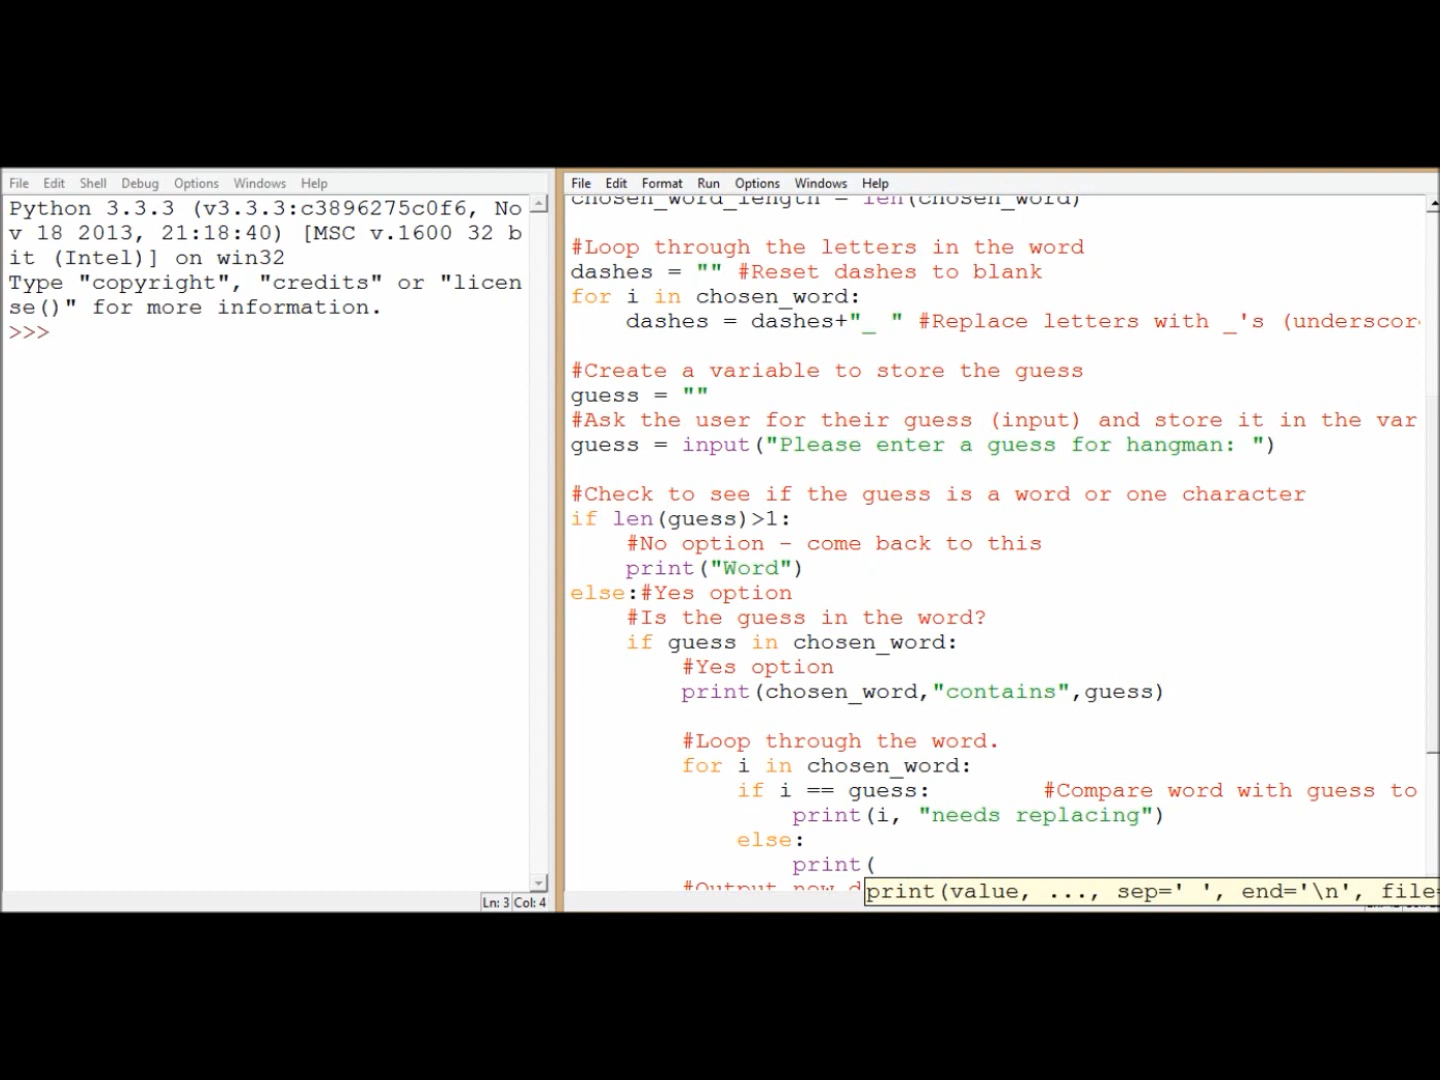 File Edit Shell Debug Options Windows Help
Python 3.3.3 (v3.3.3:c3896275c0f6, No
v 18 2013, 21:18:40) [MSC v.1600 32 b
it (Intel)] on win32
Type "copyright", "credits" or "licen
se()" for more information.
>>>
Ln: 3 Col: 4
File Edit Format Run Options Windows Help
chosen_word_length = len(chosen_word)
#Loop through the letters in the word
dashes = "" #Reset dashes to blank
for i in chosen_word:
    dashes = dashes+"_ " #Replace letters with _'s (underscor
#Create a variable to store the guess
guess = ""
#Ask the user for their guess (input) and store it in the var
guess = input("Please enter a guess for hangman: ")
#Check to see if the guess is a word or one character
if len(guess)>1:
    #No option - come back to this
    print("Word")
else:#Yes option
    #Is the guess in the word?
    if guess in chosen_word:
        #Yes option
        print(chosen_word,"contains",guess)
        #Loop through the word.
        for i in chosen_word:
            if i == guess:        #Compare word with guess to
                print(i, "needs replacing")
            else:
                print(
        #Output new d
print(value, ..., sep=' ', end='\n', file=